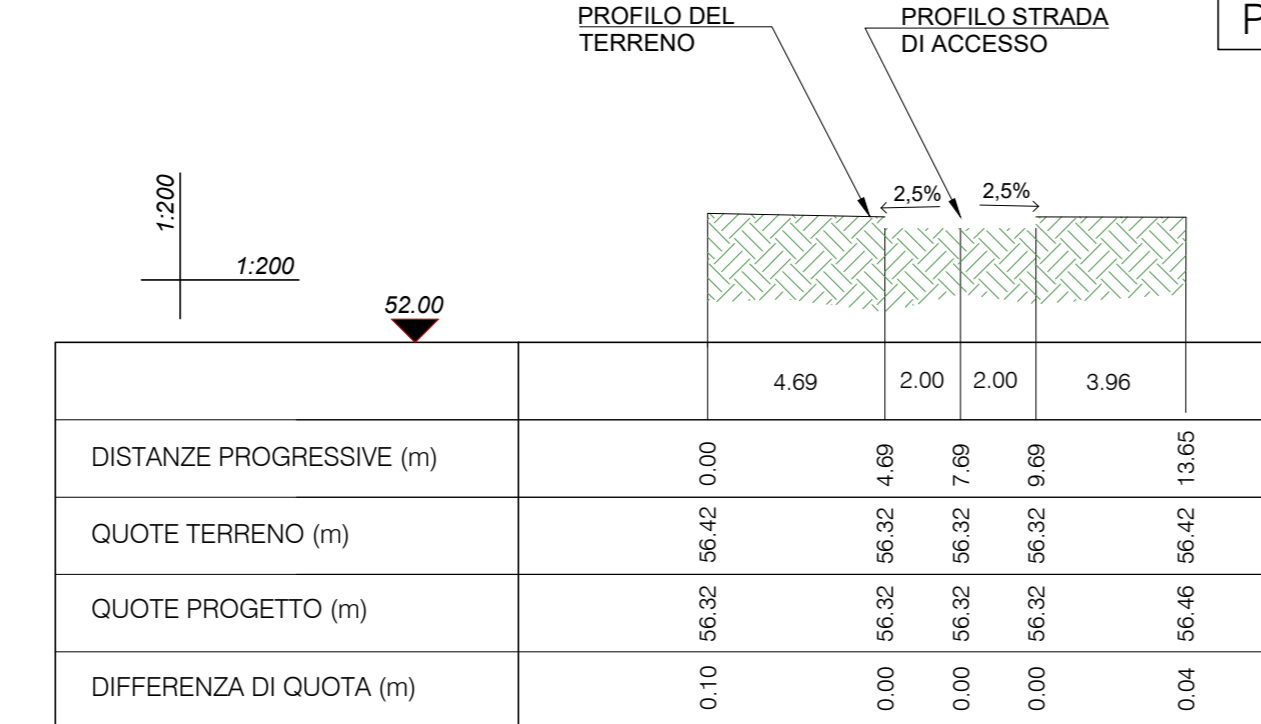 PROFILO DEL
TERRENO
PROFILO STRADA
DI ACCESSO
P
1:200
1:200
2,5%
2,5%
52.00
4.69 2.00 2.00 3.96
DISTANZE PROGRESSIVE (m) 0.00 4.69 7.69 9.69 13.65
QUOTE TERRENO (m) 56.42 56.32 56.32 56.32 56.42
QUOTE PROGETTO (m) 56.32 56.32 56.32 56.32 56.46
DIFFERENZA DI QUOTA (m) 0.10 0.00 0.00 0.00 0.04